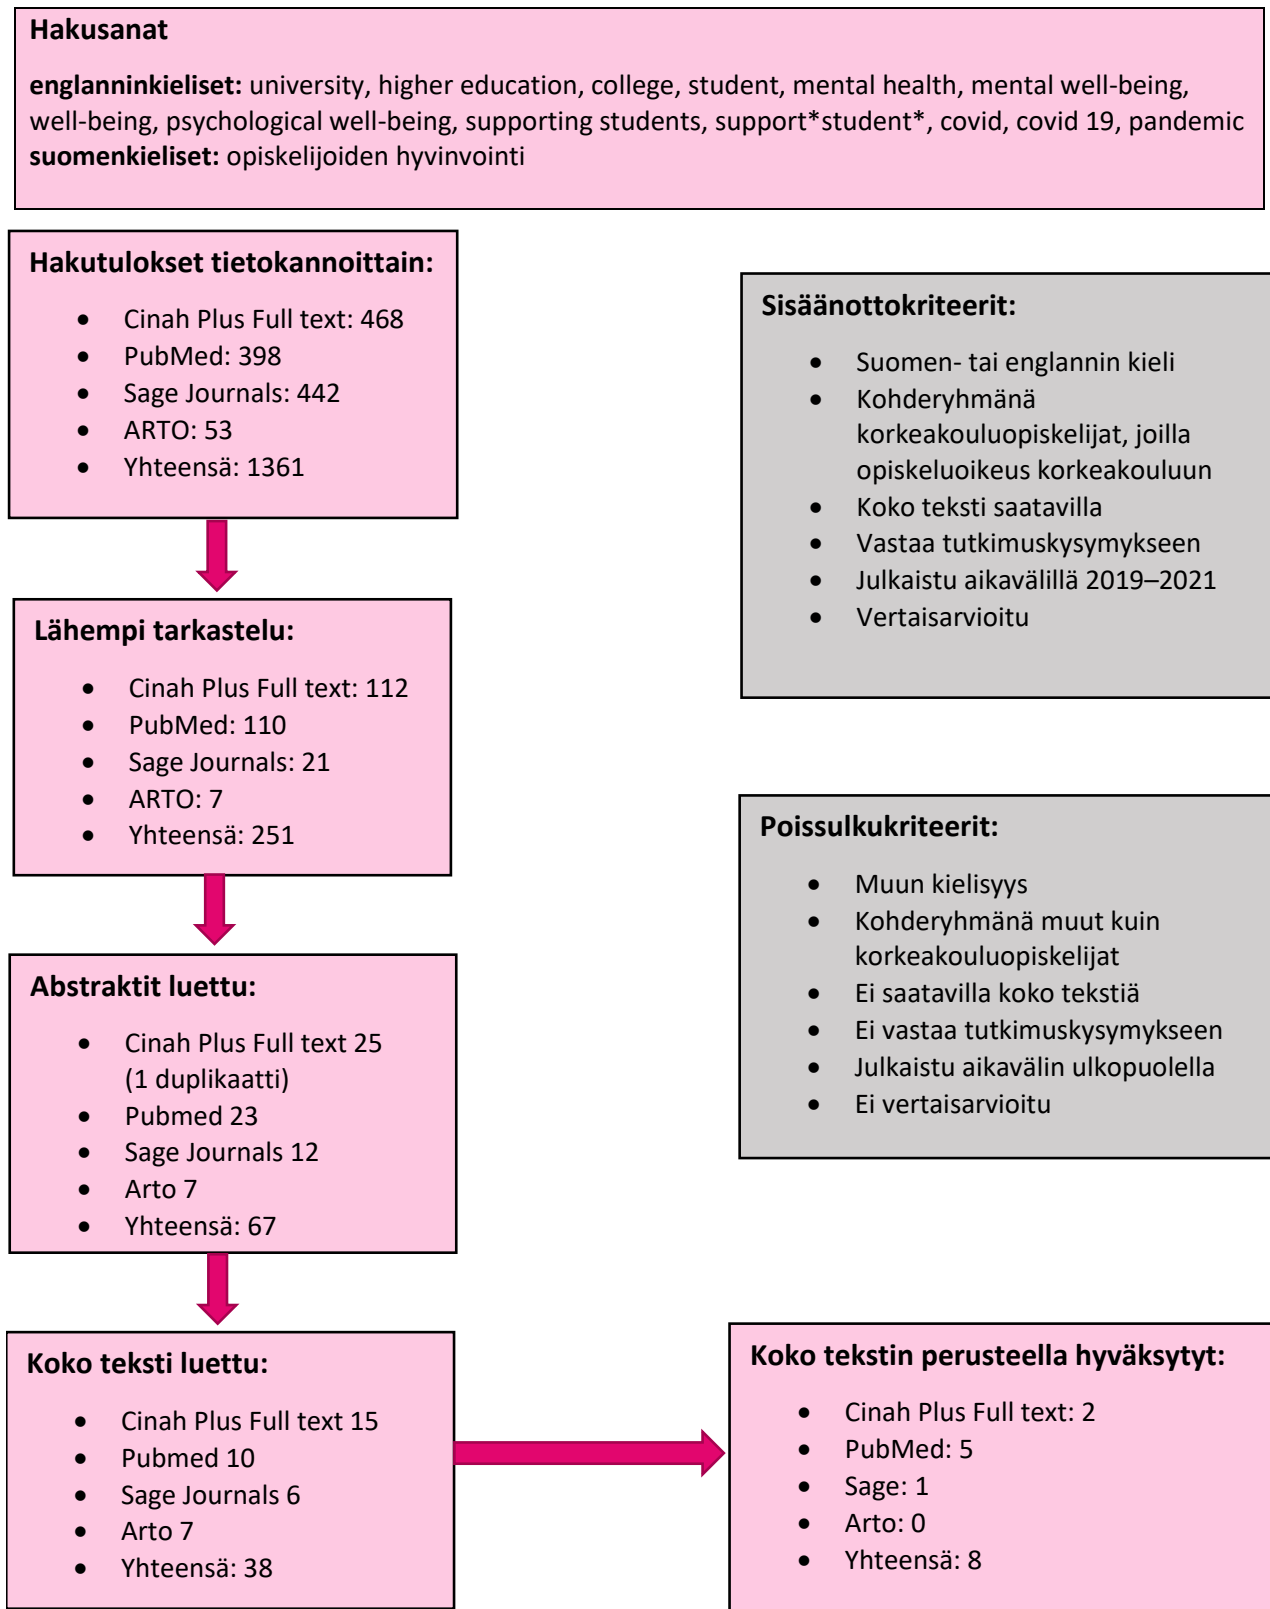 Hakusanat
englanninkieliset: university, higher education, college, student, mental health, mental well-being,
well-being, psychological well-being, supporting students, support*student*, covid, covid 19, pandemic
suomenkieliset: opiskelijoiden hyvinvointi
Hakutulokset tietokannoittain:
• Cinah Plus Full text: 468
• PubMed: 398
• Sage Journals: 442
• ARTO: 53
• Yhteensä: 1361
Sisäänottokriteerit:
• Suomen- tai englannin kieli
• Kohderyhmänä
korkeakouluopiskelijat, joilla
opiskeluoikeus korkeakouluun
• Koko teksti saatavilla
• Vastaa tutkimuskysymykseen
• Julkaistu aikavälillä 2019–2021
• Vertaisarvioitu
Lähempi tarkastelu:
• Cinah Plus Full text: 112
• PubMed: 110
• Sage Journals: 21
• ARTO: 7
• Yhteensä: 251
Poissulkukriteerit:
• Muun kielisyys
• Kohderyhmänä muut kuin
korkeakouluopiskelijat
• Ei saatavilla koko tekstiä
• Ei vastaa tutkimuskysymykseen
• Julkaistu aikavälin ulkopuolella
• Ei vertaisarvioitu
Abstraktit luettu:
• Cinah Plus Full text 25
(1 duplikaatti)
• Pubmed 23
• Sage Journals 12
• Arto 7
• Yhteensä: 67
Koko teksti luettu:
• Cinah Plus Full text 15
• Pubmed 10
• Sage Journals 6
• Arto 7
• Yhteensä: 38
Koko tekstin perusteella hyväksytyt:
• Cinah Plus Full text: 2
• PubMed: 5
• Sage: 1
• Arto: 0
• Yhteensä: 8